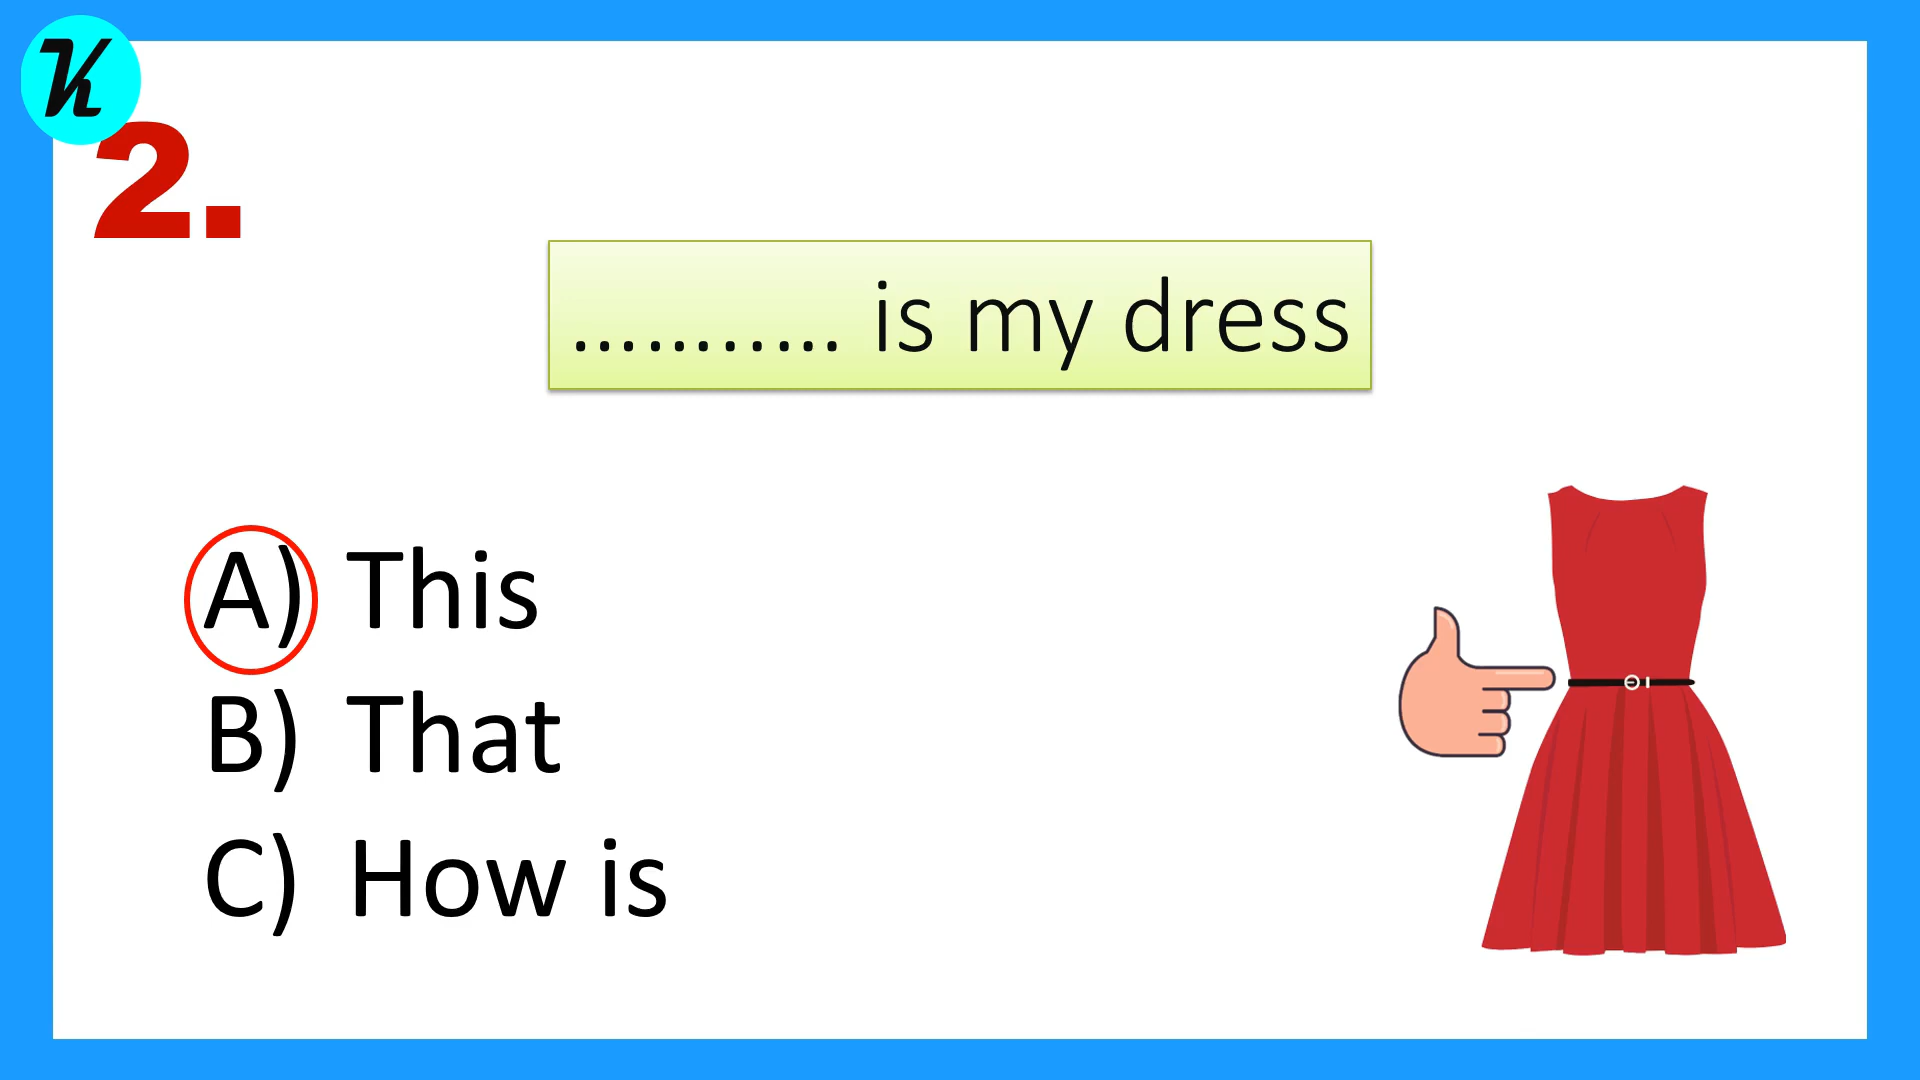 K
2.
........... is my dress
A) This
B) That
C) How is